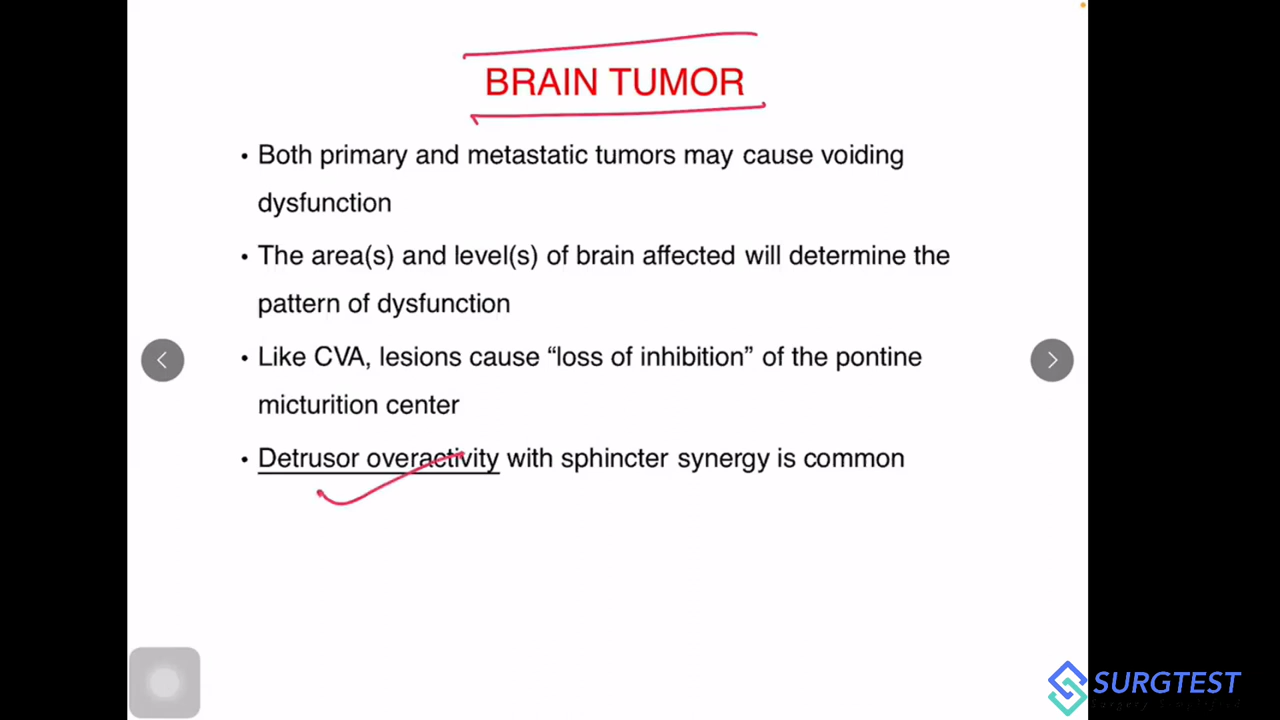 BRAIN TUMOR
• Both primary and metastatic tumors may cause voiding
dysfunction
• The area(s) and level(s) of brain affected will determine the
pattern of dysfunction
• Like CVA, lesions cause “loss of inhibition” of the pontine
micturition center
• Detrusor overactivity with sphincter synergy is common
SURGTEST